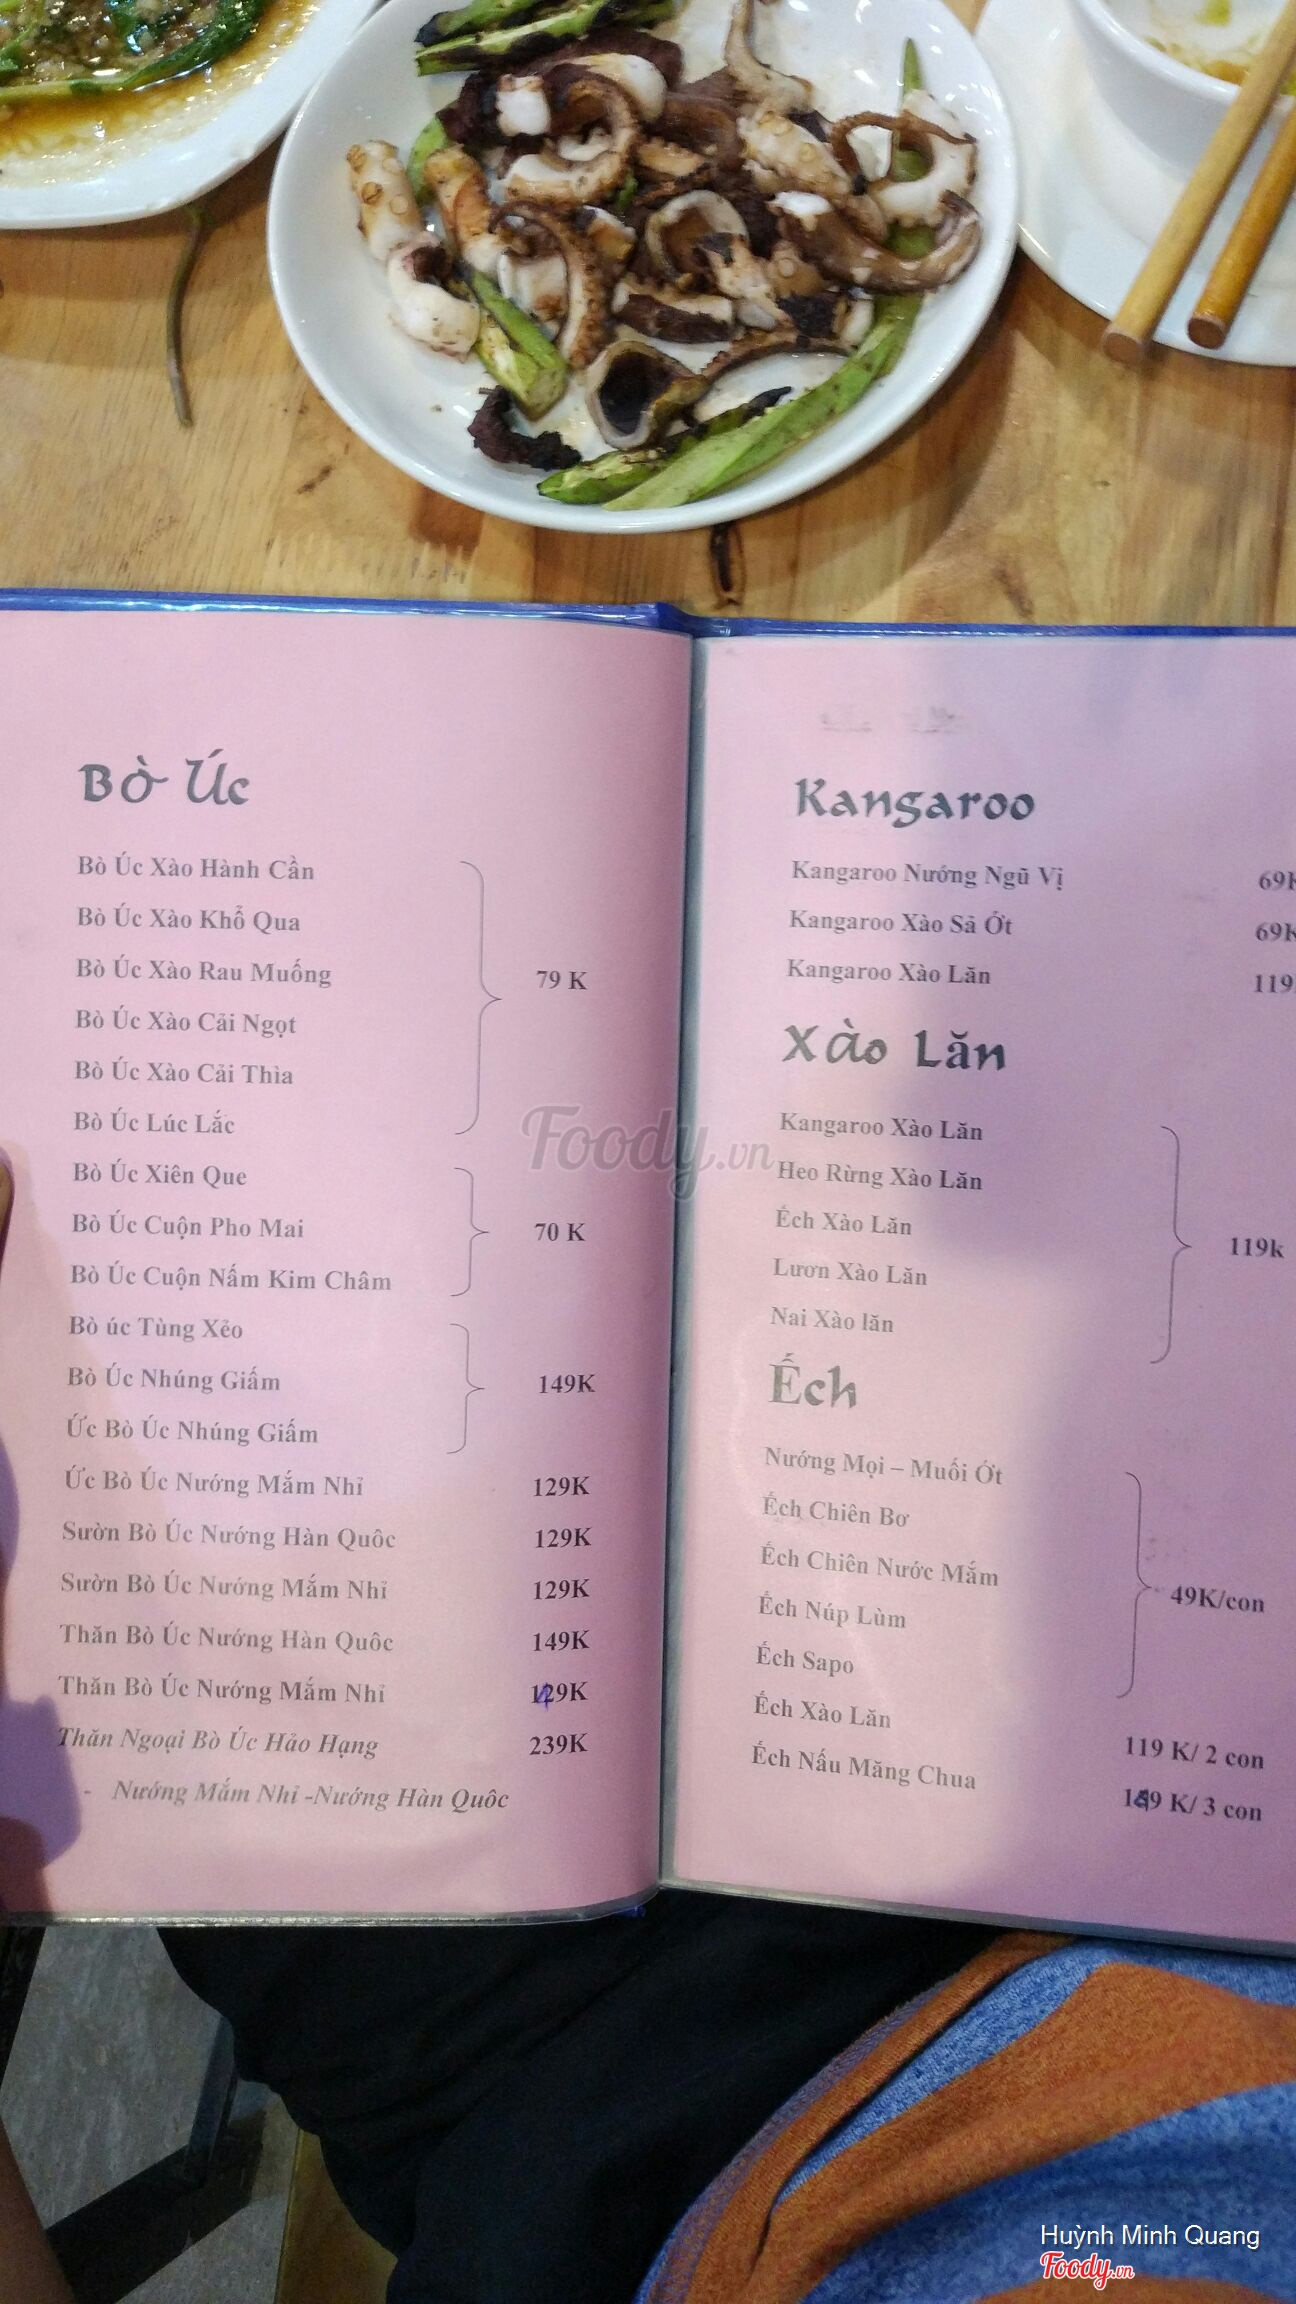 Bò Úc
Bò Úc Xào Hành Cần
Bò Úc Xào Khổ Qua
Bò Úc Xào Rau Muống
79 K
Bò Úc Xào Cải Ngọt
Bò Úc Xào Cải Thìa
Bò Úc Lúc Lắc
Bò Úc Xiên Que
Bò Úc Cuộn Pho Mai
70 K
Bò Úc Cuộn Nấm Kim Châm
Bò úc Tùng Xẻo
Bò Úc Nhúng Giấm
149K
Ức Bò Úc Nhúng Giấm
Ức Bò Úc Nướng Mắm Nhỉ 129K
Sườn Bò Úc Nướng Hàn Quôc 129K
Sườn Bò Úc Nướng Mắm Nhỉ 129K
Thăn Bò Úc Nướng Hàn Quôc 149K
Thăn Bò Úc Nướng Mắm Nhỉ
Thăn Ngoại Bò Úc Hảo Hạng 239K
- Nướng Mắm Nhỉ -Nướng Hàn Quôc
Kangaroo
Kangaroo Nướng Ngũ Vị 69K
Kangaroo Xào Sả Ớt 69K
Kangaroo Xào Lăn 119
Xào Lăn
Kangaroo Xào Lăn
Heo Rừng Xào Lăn
Ếch Xào Lăn
119k
Lươn Xào Lăn
Nai Xào lăn
Ếch
Nướng Mọi – Muối Ớt
Ếch Chiên Bơ
Ếch Chiên Nước Mắm
49K/con
Ếch Núp Lùm
Ếch Sapo
Ếch Xào Lăn 119 K/ 2 con
Ếch Nấu Măng Chua K/ 3 con
Foody.vn
Huỳnh Minh Quang
Foody.vn